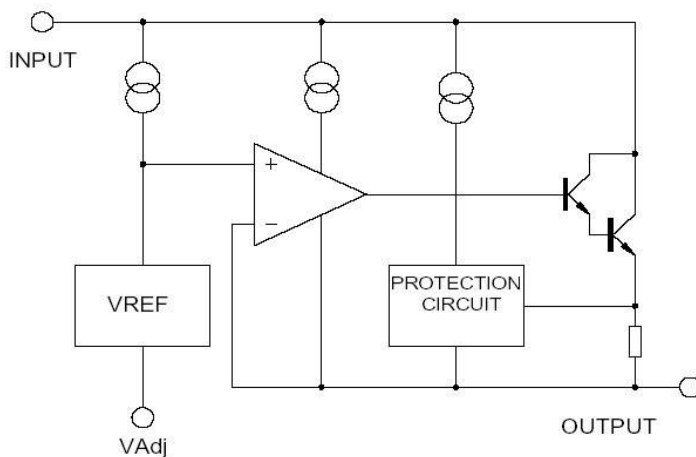 INPUT
+
−
VREF
PROTECTION
CIRCUIT
VAdj
OUTPUT